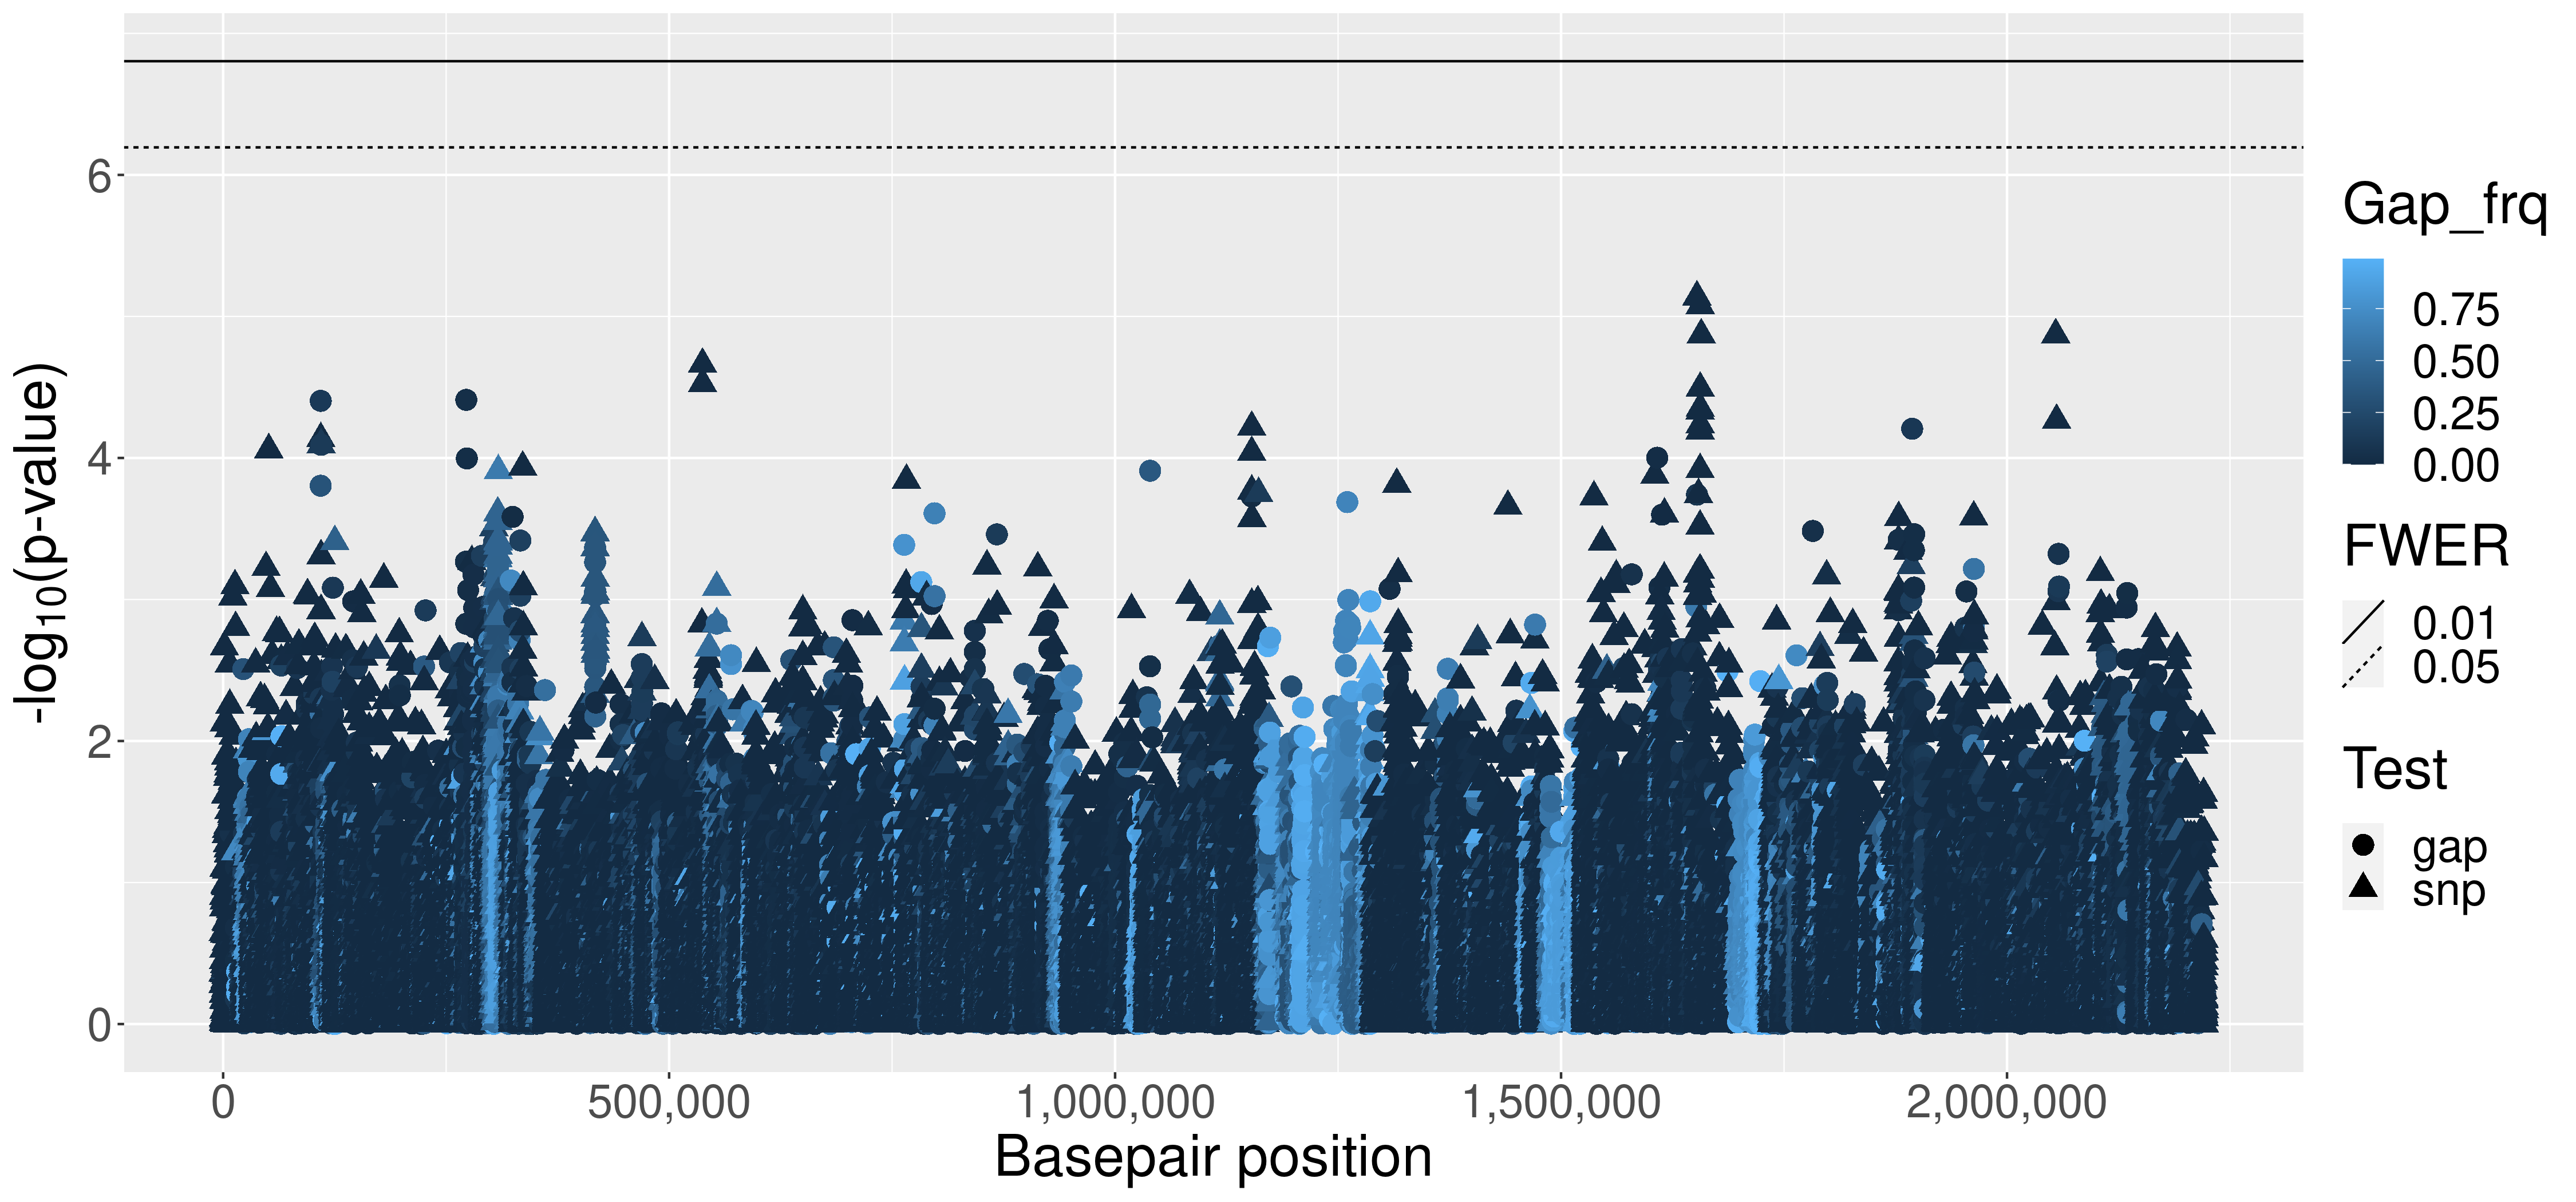 -log10(p-value)
6
4
2
0
0
500,000
1,000,000
1,500,000
2,000,000
Basepair position
Gap_frq
0.75
0.50
0.25
0.00
FWER
0.01
0.05
Test
gap
snp